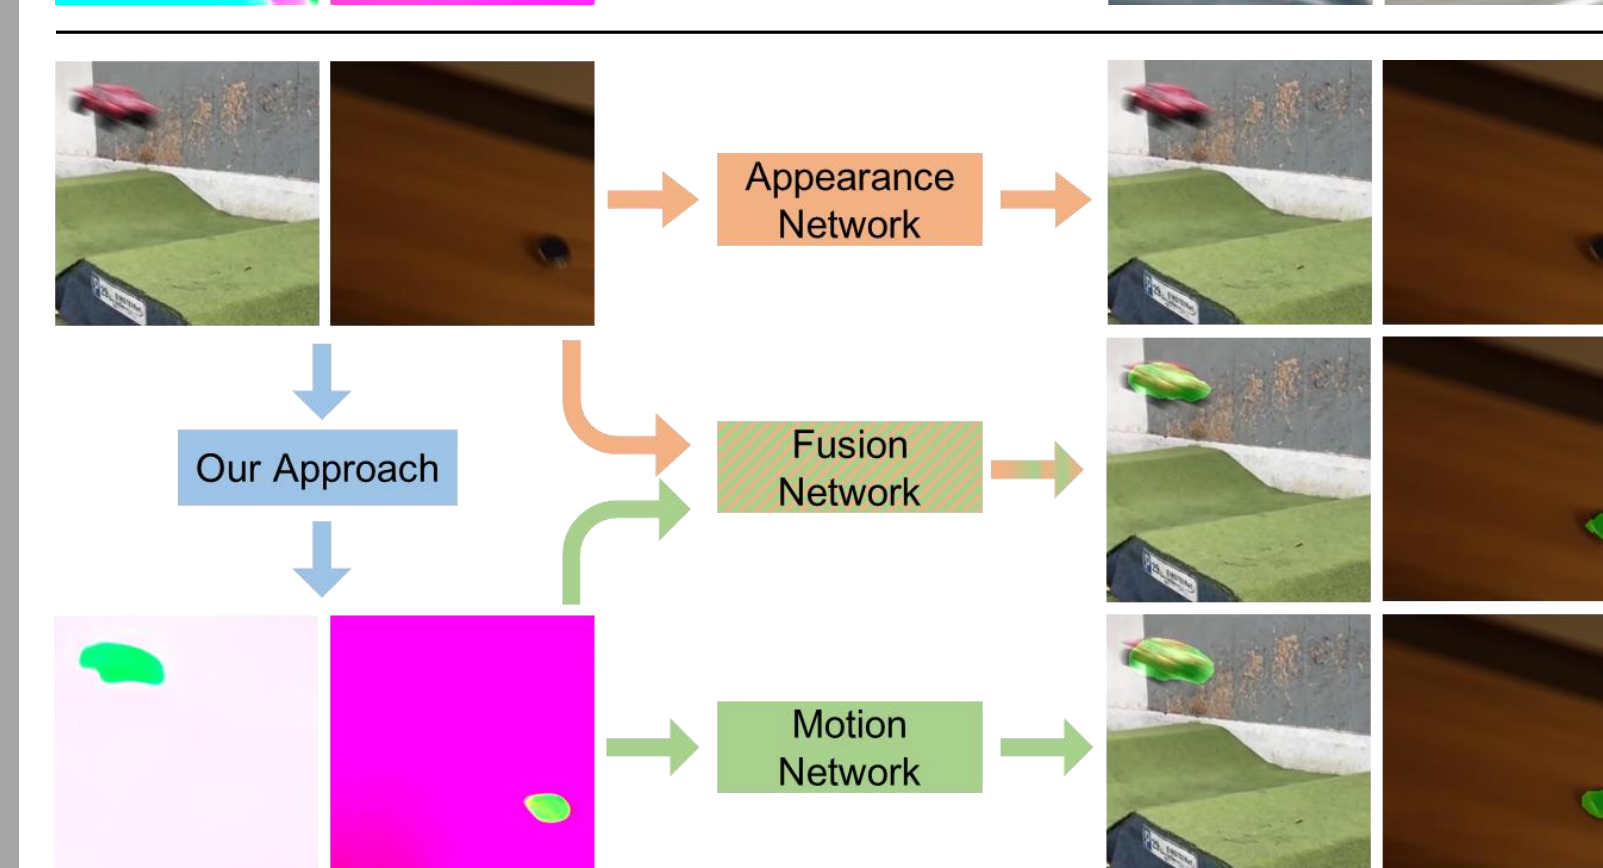 Appearance
Network
Our Approach
Fusion
Network
Motion
Network